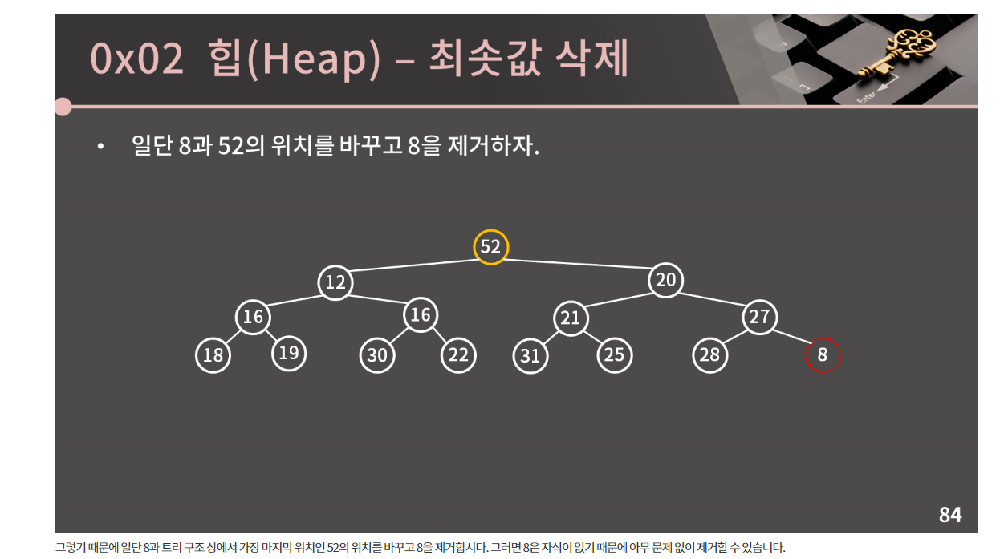 0x02 힙(Heap) – 최솟값 삭제
Enter
• 일단 8과 52의 위치를 바꾸고 8을 제거하자.
52
12 20
16 16 21 27
18 19 30 22 31 25 28 8
84
그렇기 때문에 일단 8과 트리 구조 상에서 가장 마지막 위치인 52의 위치를 바꾸고 8을 제거합시다. 그러면 8은 자식이 없기 때문에 아무 문제 없이 제거할 수 있습니다.